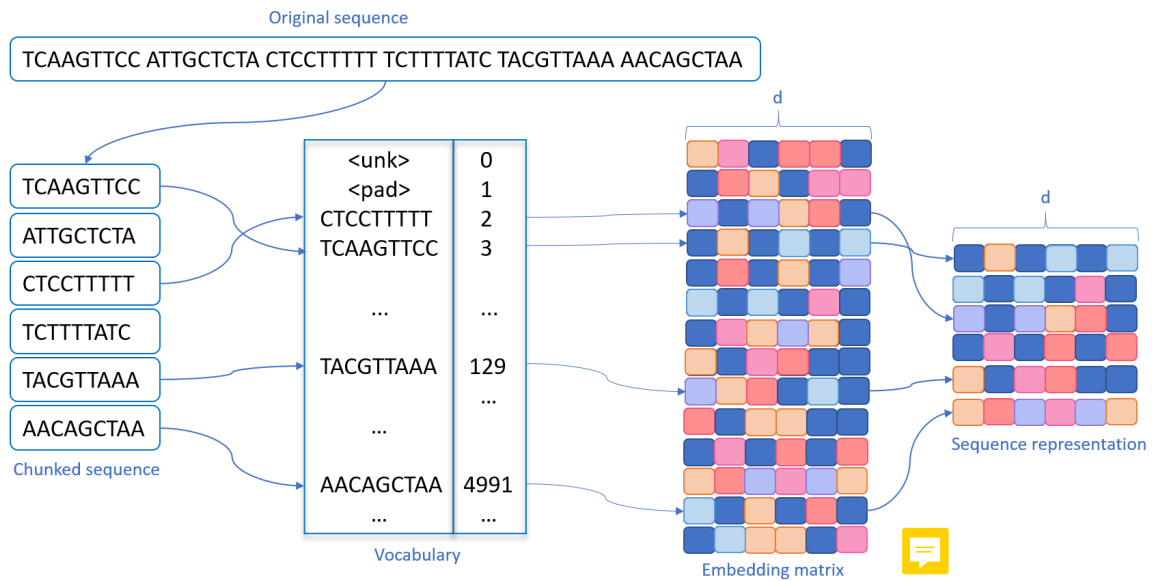 Original sequence
TCAAGTTCC ATTGCTCTA CTCCTTTTT TCTTTTATC TACGTTAAA AACAGCTAA
TCAAGTTCC
ATTGCTCTA
CTCCTTTTT
TCTTTTATC
TACGTTAAA
AACAGCTAA
Chunked sequence
<unk> 0
<pad> 1
CTCCTTTTT 2
TCAAGTTCC 3
... ...
TACGTTAAA 129
...
...
AACAGCTAA 4991
... ...
Vocabulary
d
Embedding matrix
d
Sequence representation